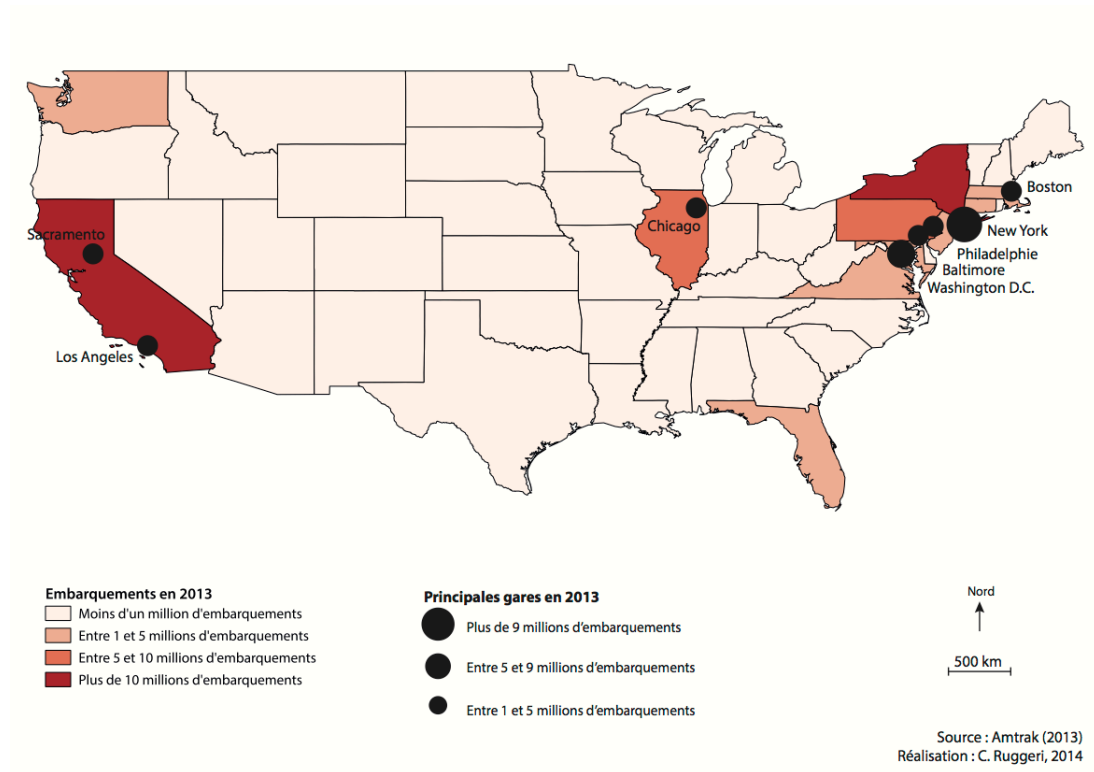 Boston
Sacramento
Chicago
New York
Philadelphie
Baltimore
Washington D.C.
Los Angeles
Embarquements en 2013
Moins d'un million d'embarquements
Entre 1 et 5 millions d'embarquements
Entre 5 et 10 millions d'embarquements
Plus de 10 millions d'embarquements
Principales gares en 2013
Plus de 9 millions d'embarquements
Entre 5 et 9 millions d'embarquements
Entre 1 et 5 millions d'embarquements
Nord
500 km
Source : Amtrak (2013)
Réalisation : C. Ruggeri, 2014